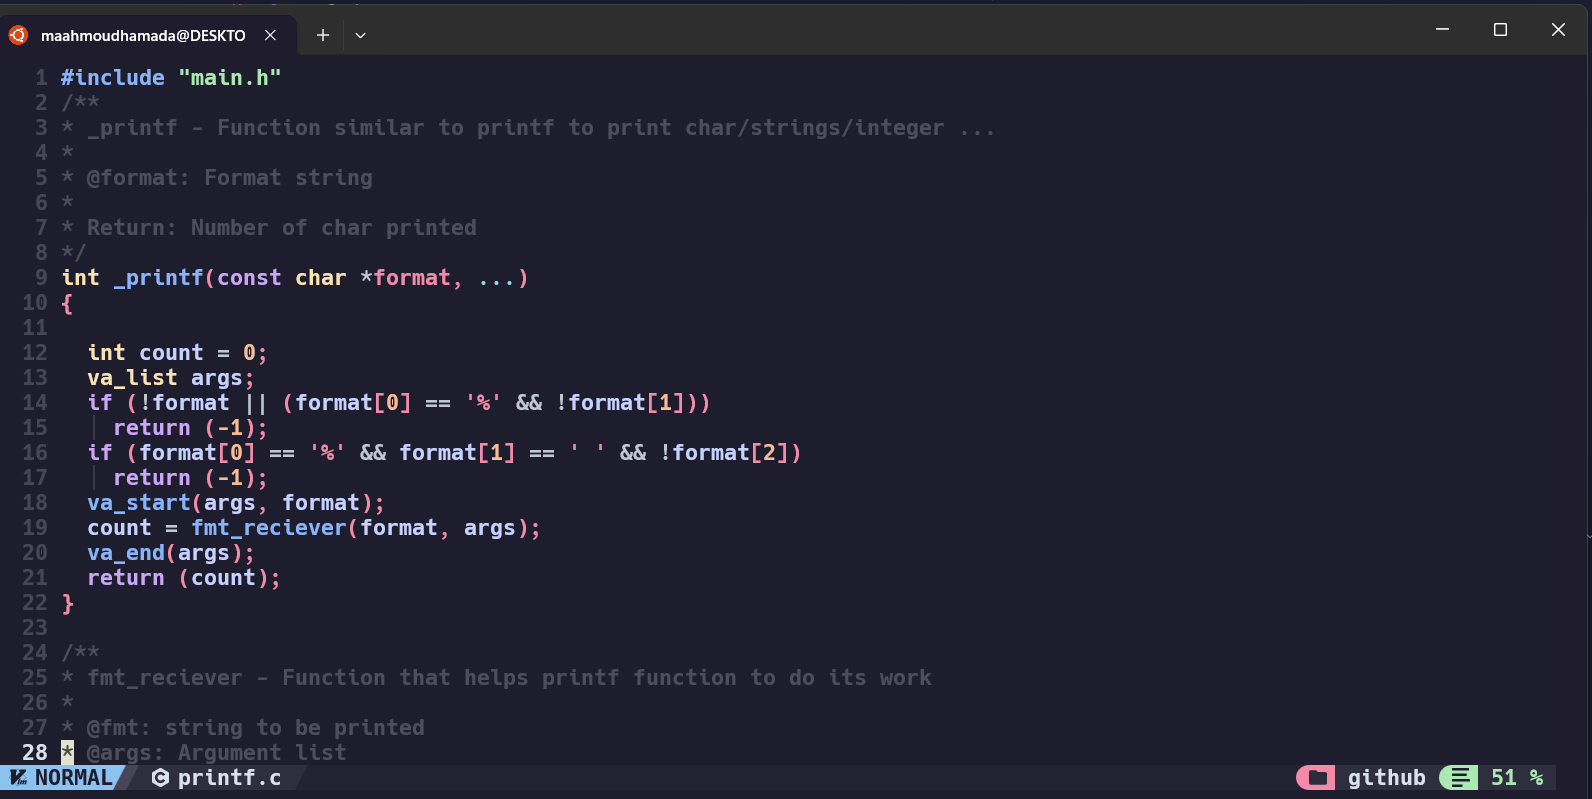 maahmoudhamada@DESKTO
1 #include "main.h"
2 /**
3 * _printf - Function similar to printf to print char/strings/integer ...
4 *
5 * @format: Format string
6 *
7 * Return: Number of char printed
8 */
9 int _printf(const char *format, ...)
10 {
11
12 int count = 0;
13 va_list args;
14 if (!format || (format[0] == '%' && !format[1]))
15 return (-1);
16 if (format[0] == '%' && format[1] == ' ' && !format[2])
17 return (-1);
18 va_start(args, format);
19 count = fmt_reciever(format, args);
20 va_end(args);
21 return (count);
22 }
23
24 /**
25 * fmt_reciever - Function that helps printf function to do its work
26 *
27 * @fmt: string to be printed
28 * @args: Argument list
NORMAL printf.c github 51 %